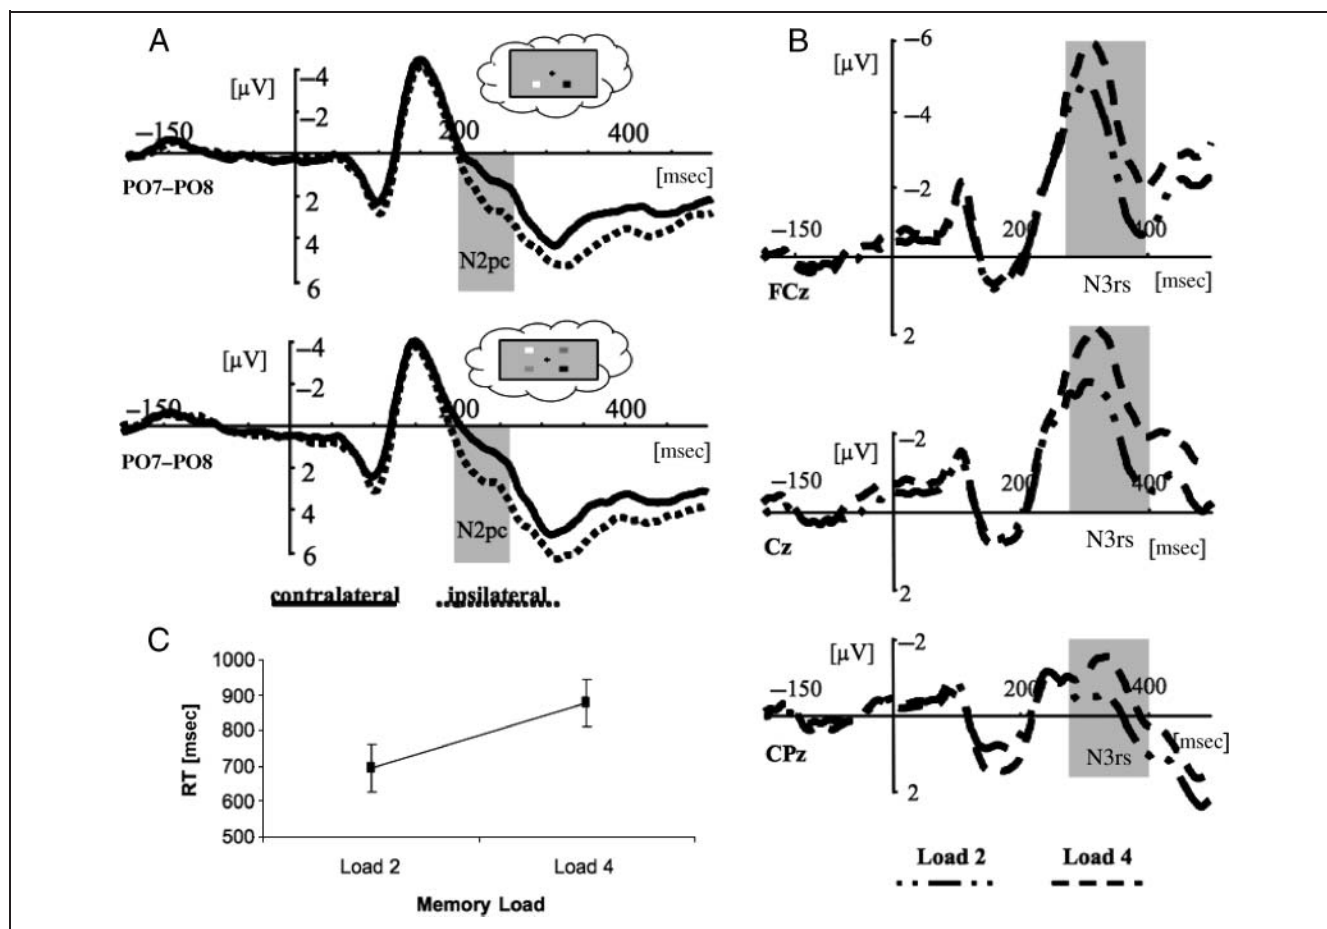 A
[μV]
−4
−2
−150
200
400
[msec]
PO7–PO8
2
4
6
N2pc
[μV]
−4
−2
−150
200
400
[msec]
PO7–PO8
2
4
6
N2pc
contralateral ipsilateral
B
[μV]
−6
−4
−2
−150
200
400
[msec]
FCz
N3rs
2
[μV]
−2
−150
200
400
[msec]
Cz
N3rs
2
[μV]
−2
−150
200
400
[msec]
CPz
N3rs
2
Load 2 Load 4
C
RT [msec]
1000
900
800
700
600
500
Load 2 Load 4
Memory Load